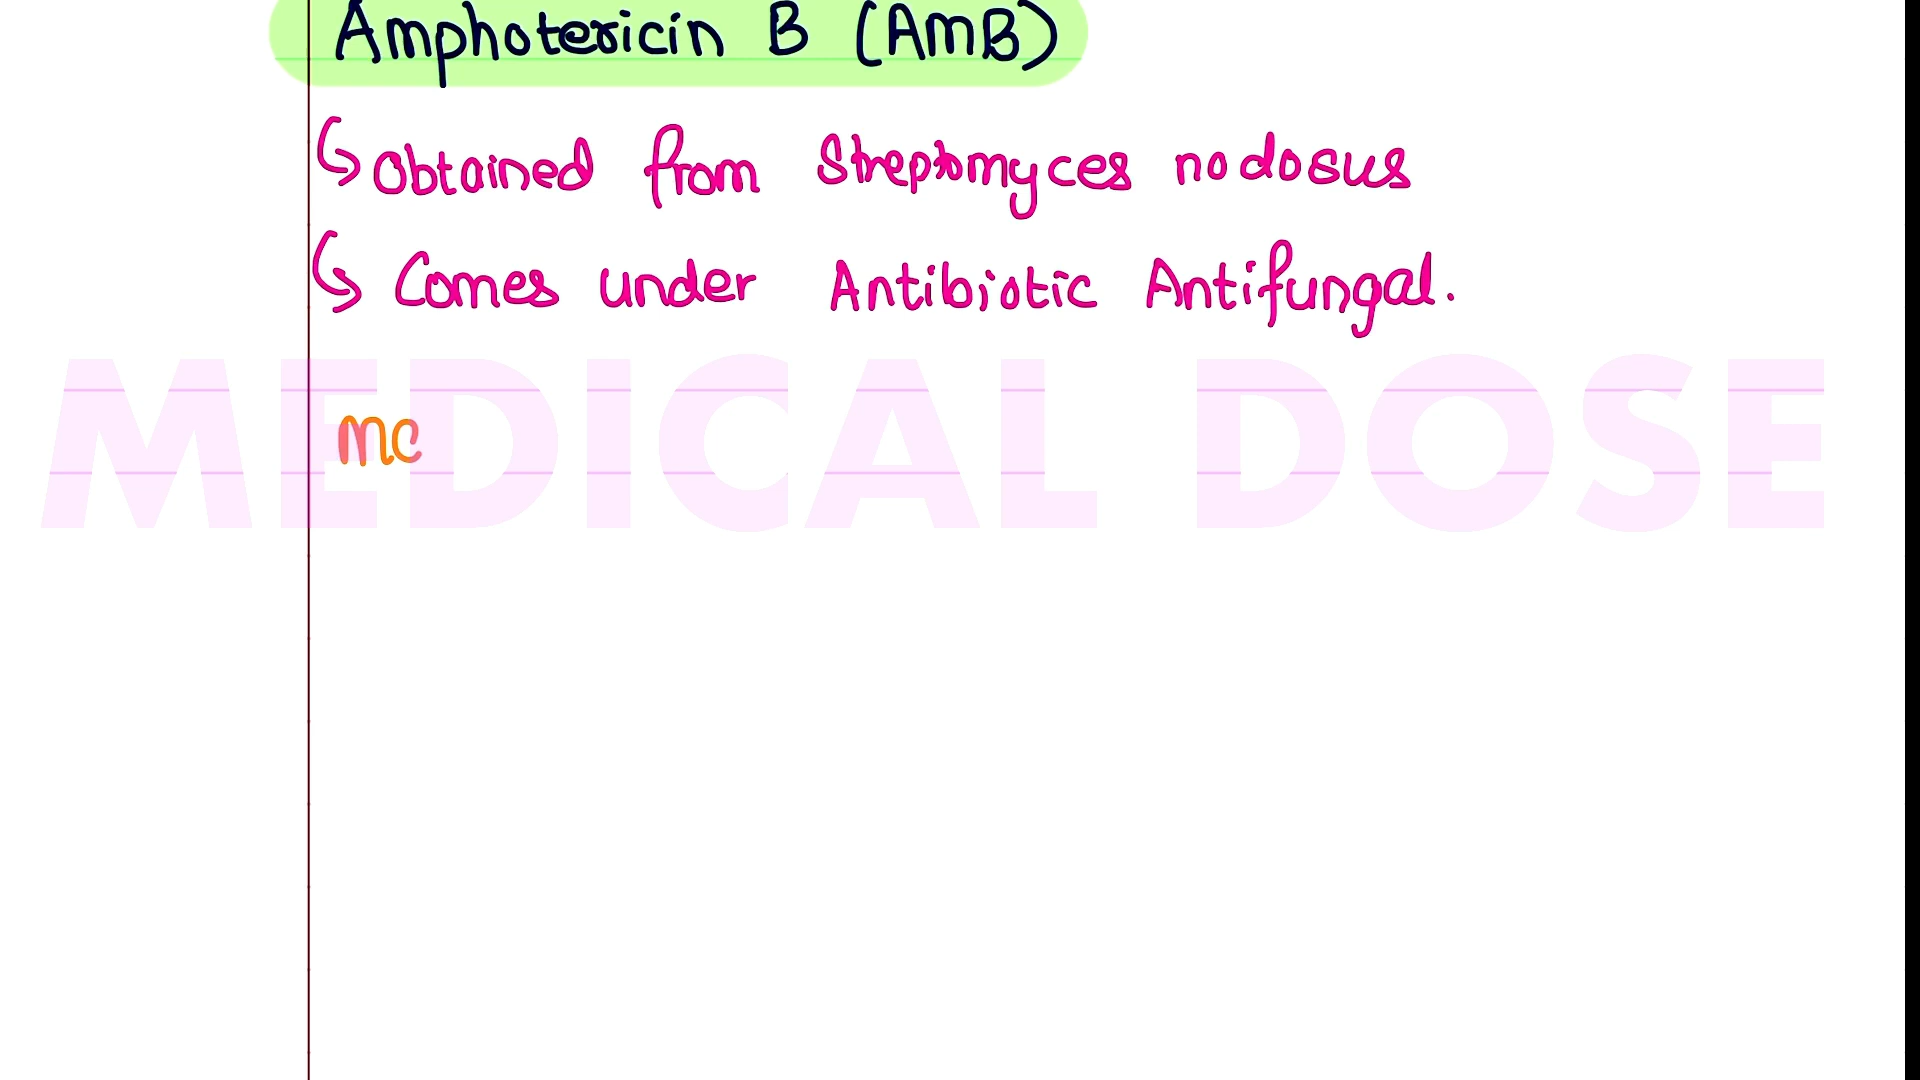 Amphotericin B (AMB)
↳ Obtained from Streptomyces nodosus
↳ Comes under Antibiotic Antifungal.
MEDICAL DOSE
MC